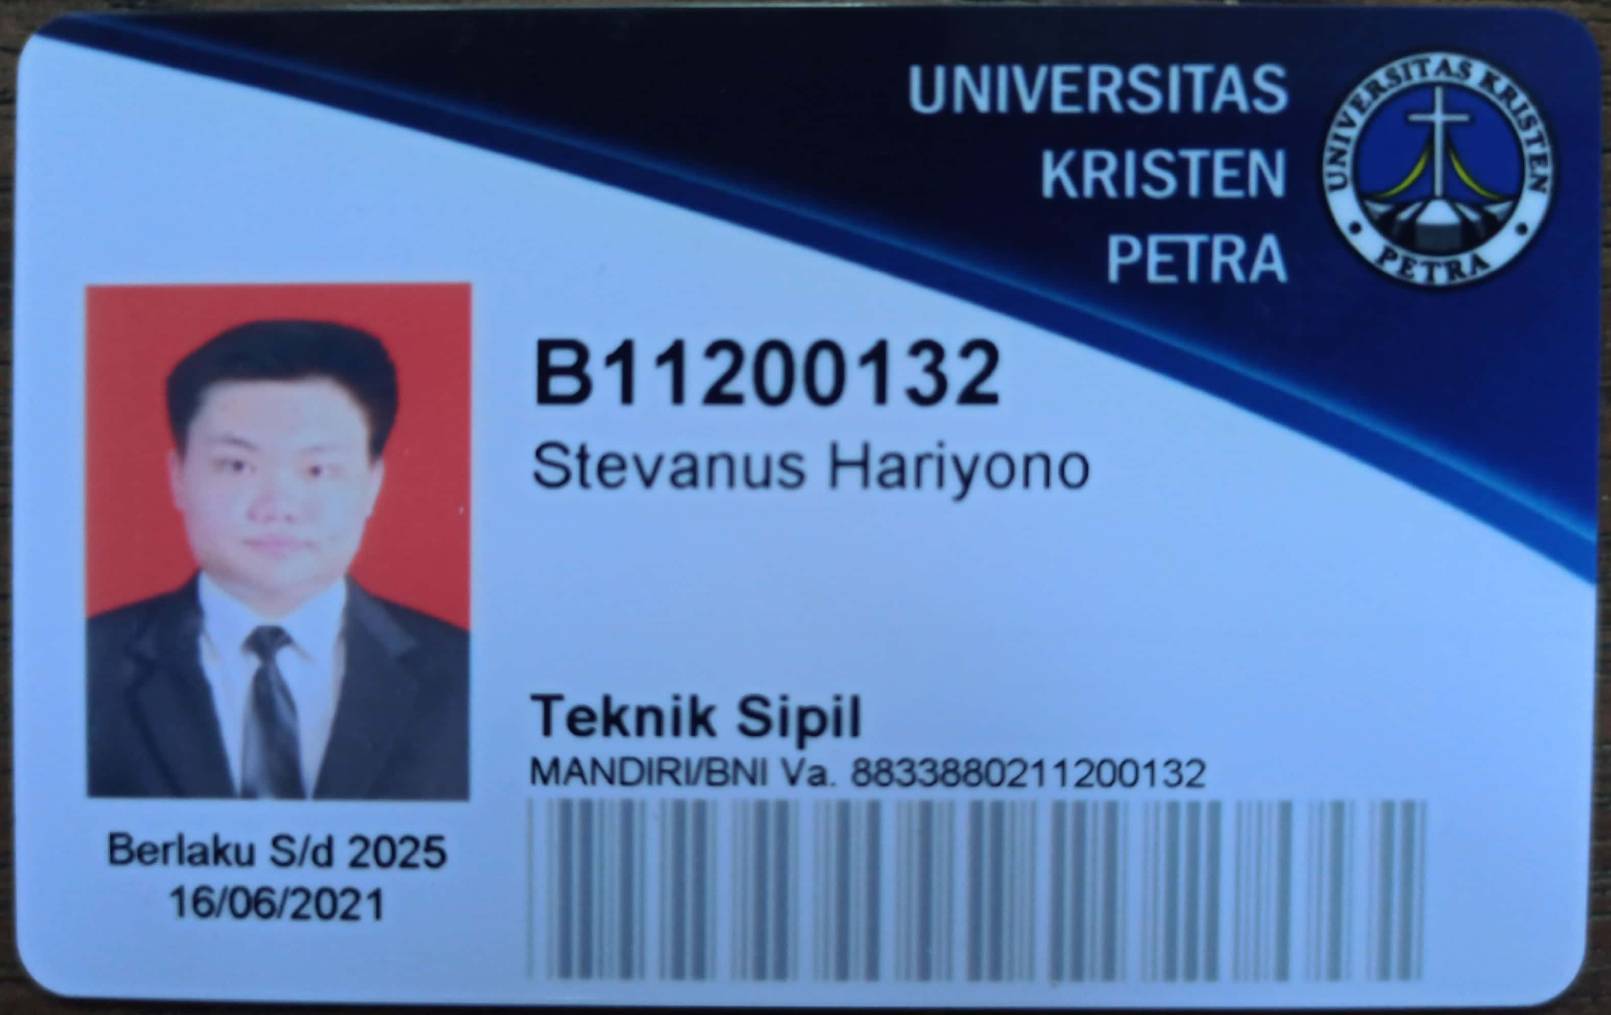 UNIVERSITAS
KRISTEN
PETRA
UNIVERSITAS KRISTEN
PETRA
B11200132
Stevanus Hariyono
Teknik Sipil
MANDIRI/BNI Va. 8833880211200132
Berlaku S/d 2025
16/06/2021